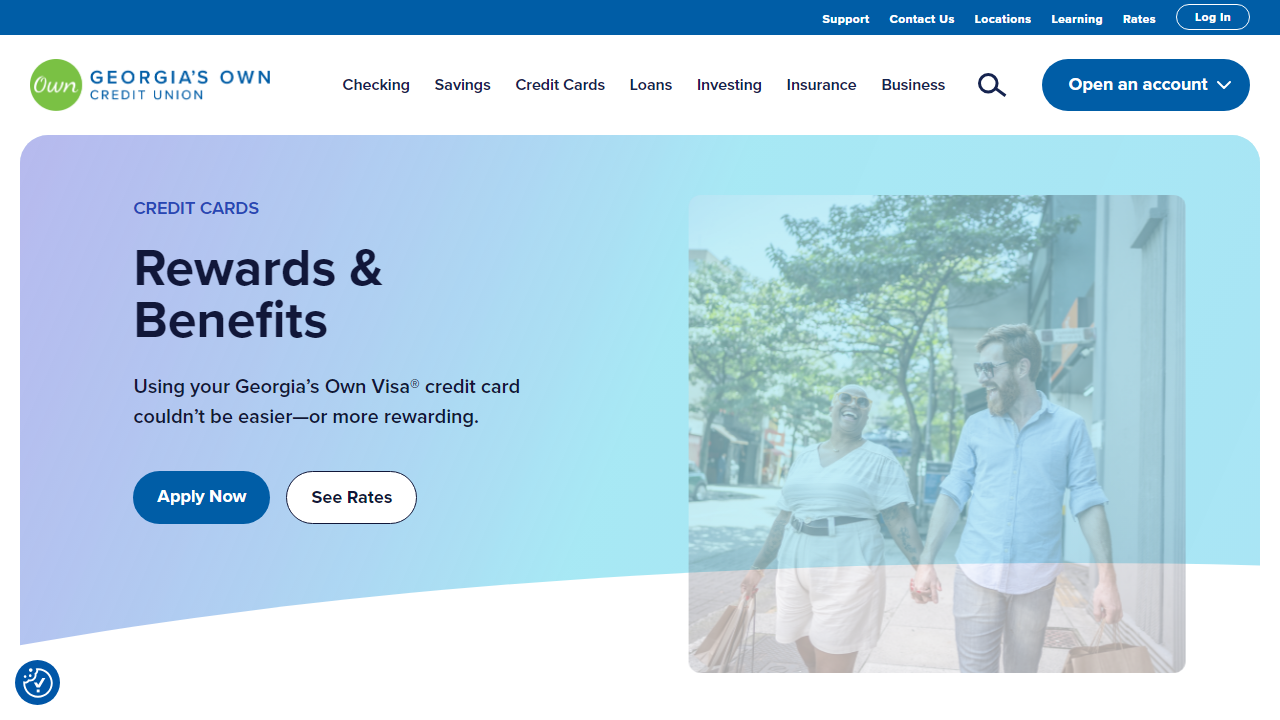 Support Contact Us Locations Learning Rates Log In
Own GEORGIA'S OWN
CREDIT UNION
Checking Savings Credit Cards Loans Investing Insurance Business Open an account
CREDIT CARDS
Rewards &
Benefits
Using your Georgia’s Own Visa® credit card
couldn’t be easier—or more rewarding.
Apply Now See Rates